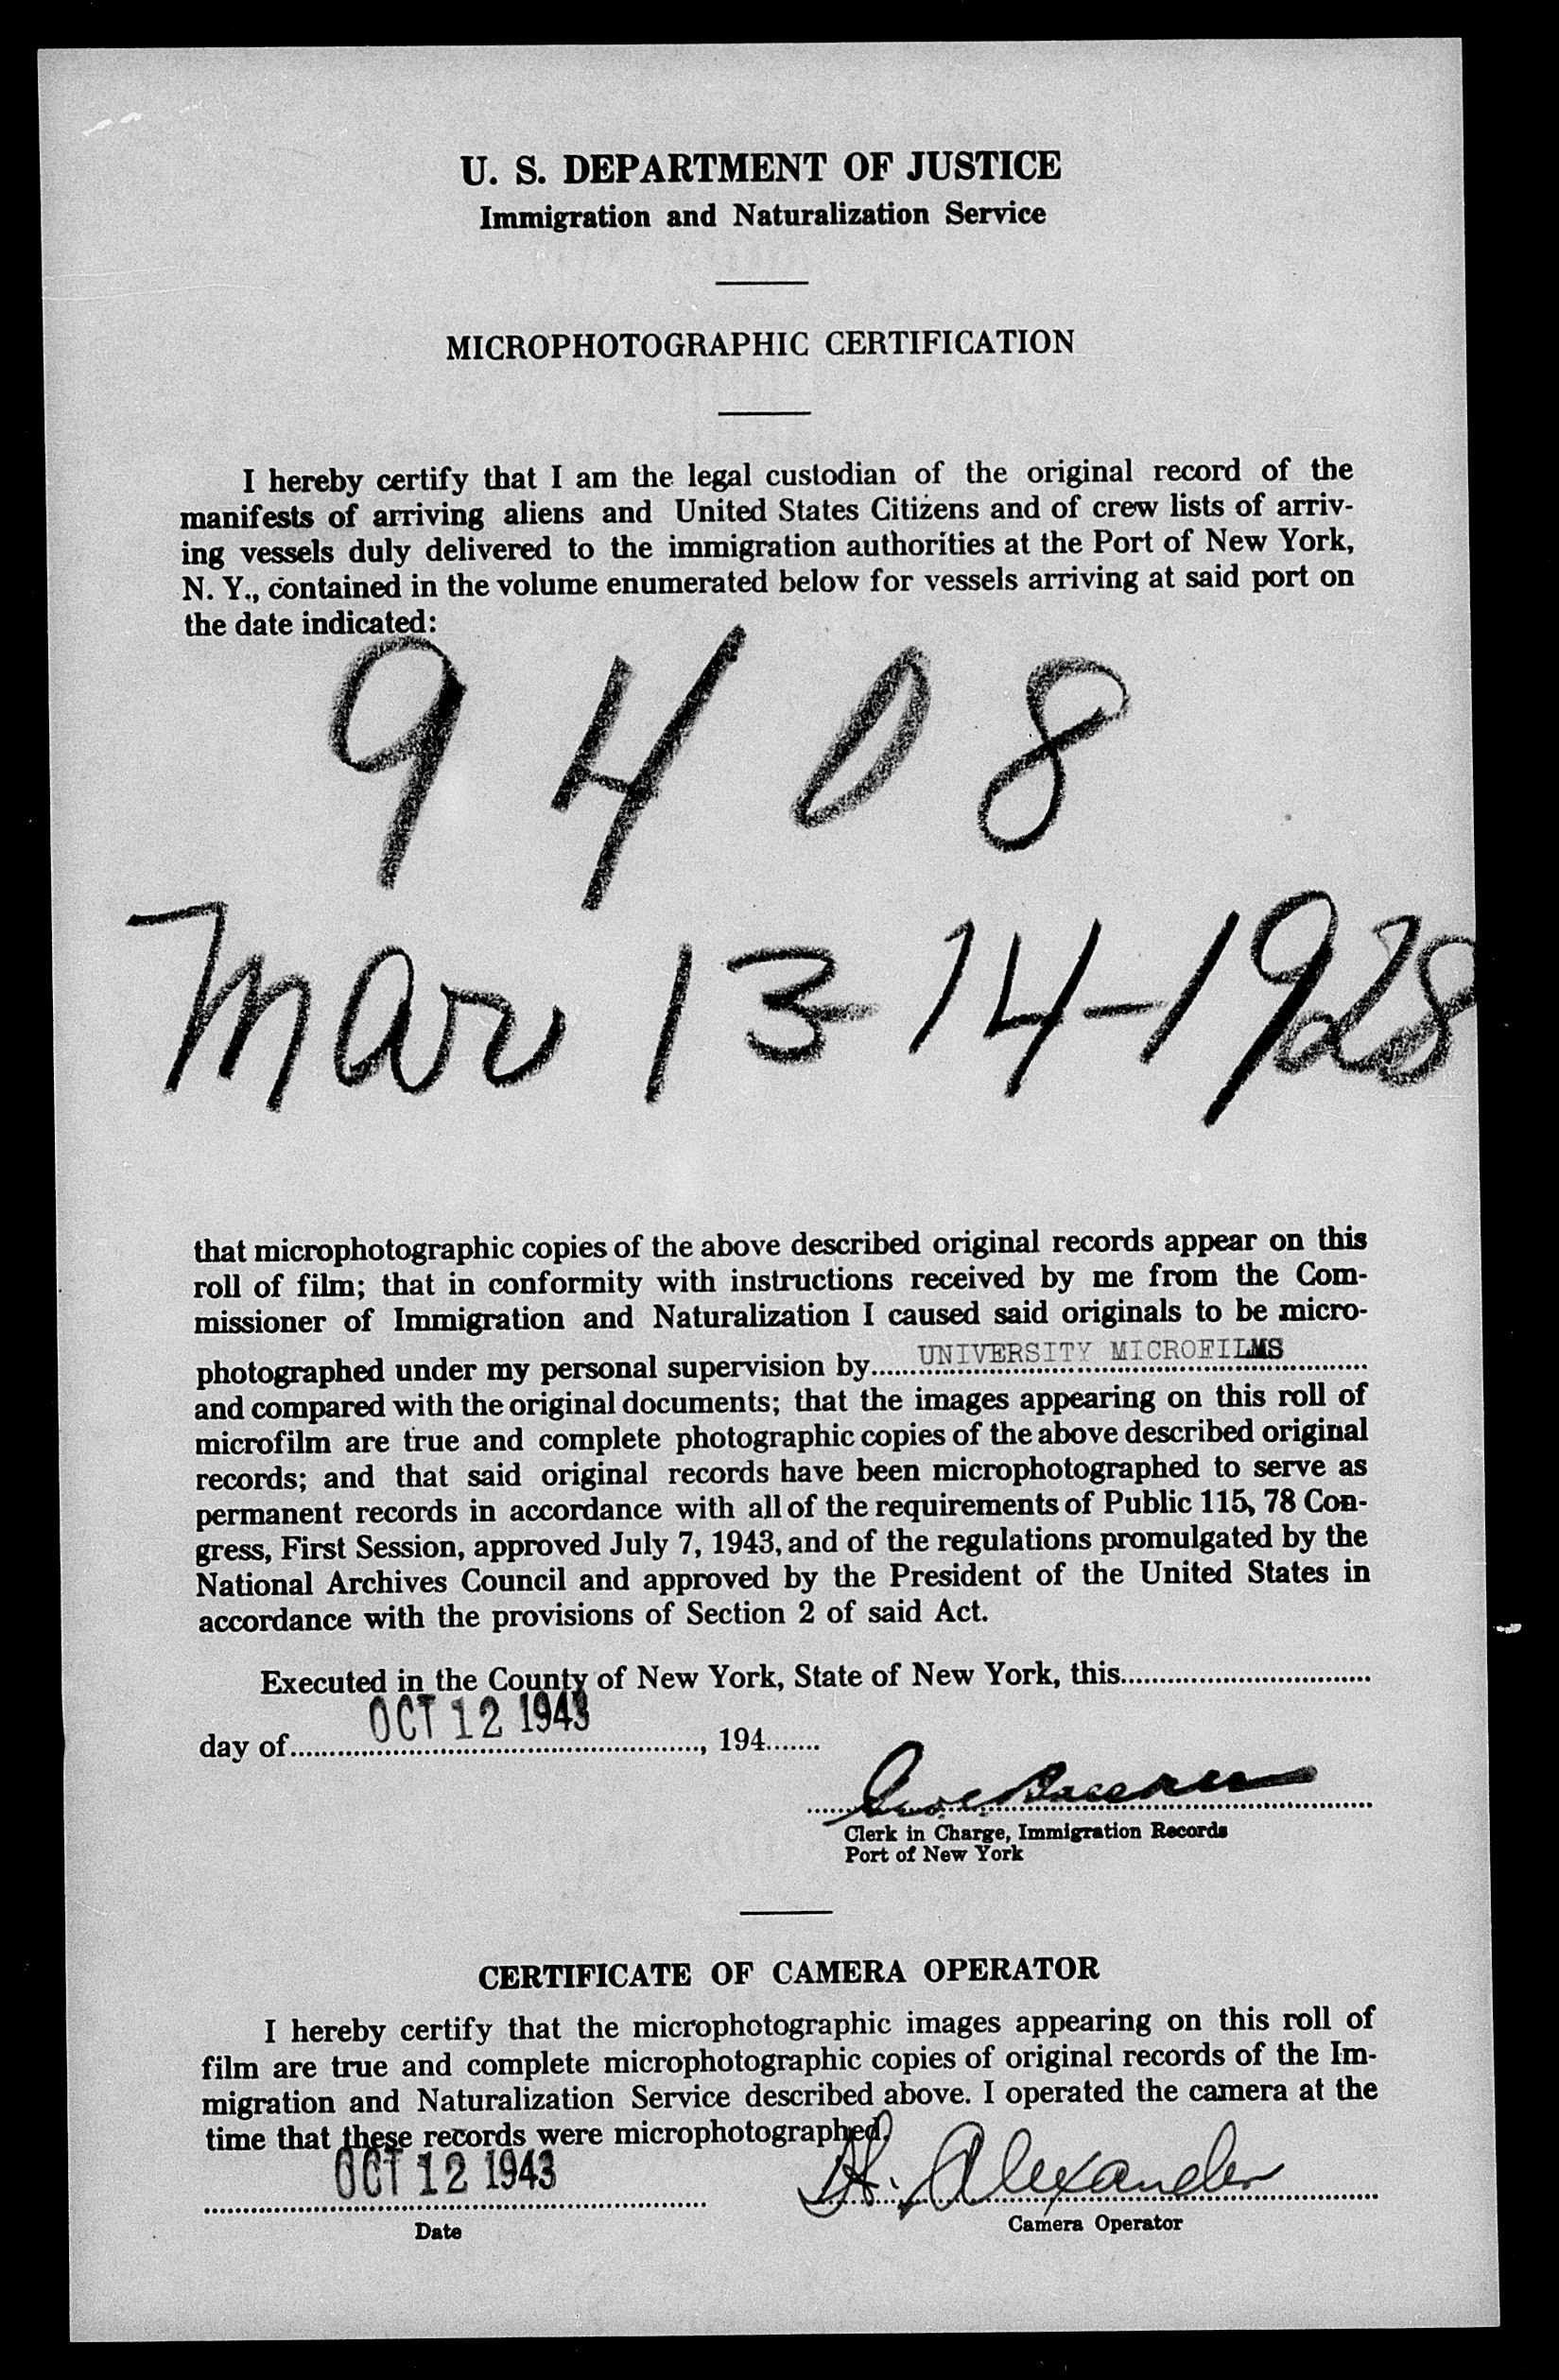 U. S. DEPARTMENT OF JUSTICE
Immigration and Naturalization Service
MICROPHOTOGRAPHIC CERTIFICATION
I hereby certify that I am the legal custodian of the original record of the
manifests of arriving aliens and United States Citizens and of crew lists of arriv-
ing vessels duly delivered to the immigration authorities at the Port of New York,
N. Y., contained in the volume enumerated below for vessels arriving at said port on
the date indicated:
9408
Mar 13-14-1928
that microphotographic copies of the above described original records appear on this
roll of film; that in conformity with instructions received by me from the Com-
missioner of Immigration and Naturalization I caused said originals to be micro-
photographed under my personal supervision by UNIVERSITY MICROFILMS
and compared with the original documents; that the images appearing on this roll of
microfilm are true and complete photographic copies of the above described original
records; and that said original records have been microphotographed to serve as
permanent records in accordance with all of the requirements of Public 115, 78 Con-
gress, First Session, approved July 7, 1943, and of the regulations promulgated by the
National Archives Council and approved by the President of the United States in
accordance with the provisions of Section 2 of said Act.
Executed in the County of New York, State of New York, this
day of OCT 12 1943, 194
Clerk in Charge, Immigration Records
Port of New York
CERTIFICATE OF CAMERA OPERATOR
I hereby certify that the microphotographic images appearing on this roll of
film are true and complete microphotographic copies of original records of the Im-
migration and Naturalization Service described above. I operated the camera at the
time that these records were microphotographed.
OCT 12 1943 H. Alexander
Date Camera Operator